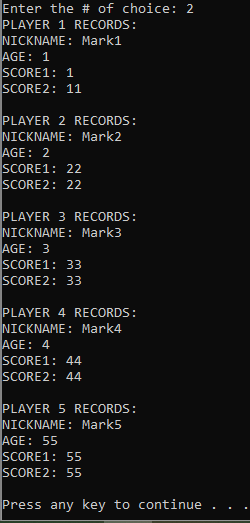 Enter the # of choice: 2
PLAYER 1 RECORDS:
NICKNAME: Mark1
AGE: 1
SCORE1: 1
SCORE2: 11
PLAYER 2 RECORDS:
NICKNAME: Mark2
AGE: 2
SCORE1: 22
SCORE2: 22
PLAYER 3 RECORDS:
NICKNAME: Mark3
AGE: 3
SCORE1: 33
SCORE2: 33
PLAYER 4 RECORDS:
NICKNAME: Mark4
AGE: 4
SCORE1: 44
SCORE2: 44
PLAYER 5 RECORDS:
NICKNAME: Mark5
AGE: 55
SCORE1: 55
SCORE2: 55
Press any key to continue . . .